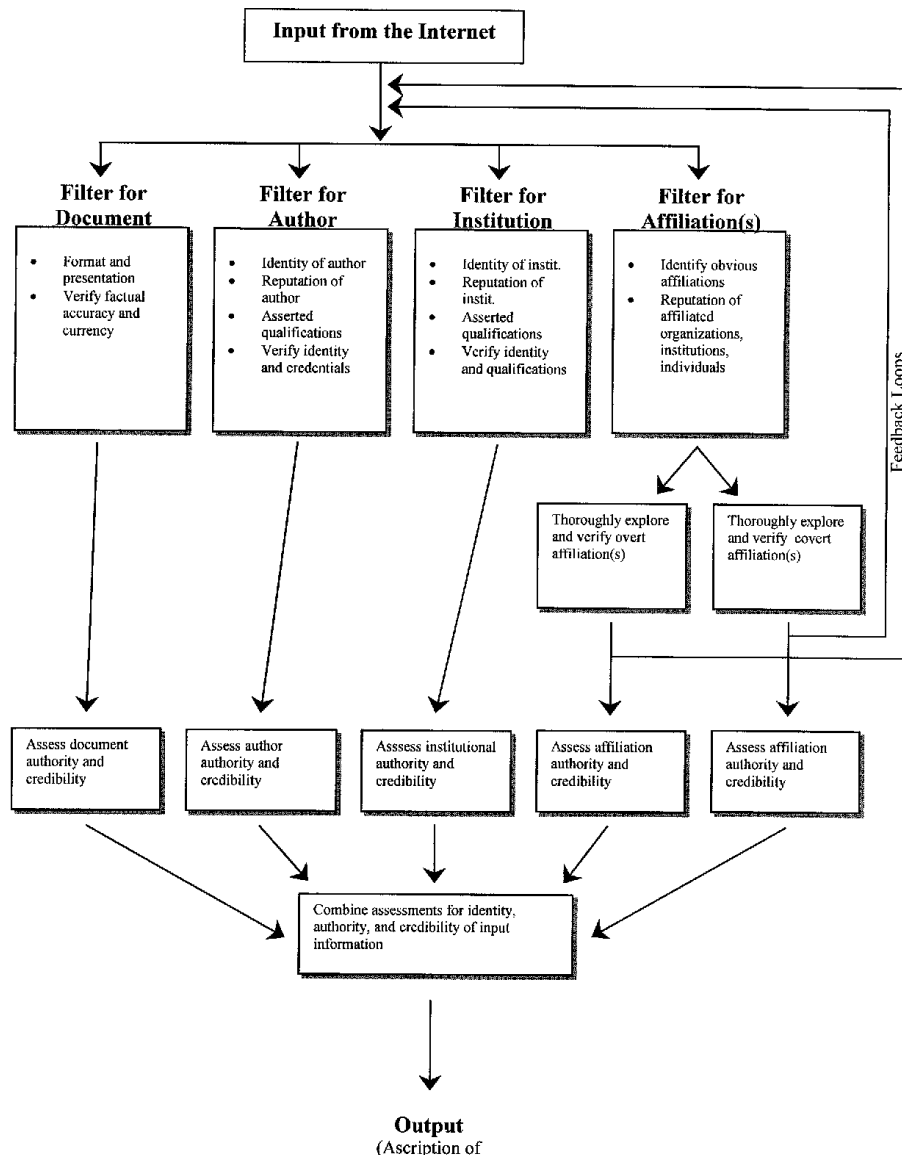 Input from the Internet
Filter for
Document
• Format and
presentation
• Verify factual
accuracy and
currency
Filter for
Author
• Identity of author
• Reputation of
author
• Asserted
qualifications
• Verify identity
and credentials
Filter for
Institution
• Identity of instit.
• Reputation of
instit.
• Asserted
qualifications
• Verify identity
and qualifications
Filter for
Affiliation(s)
• Identify obvious
affiliations
• Reputation of
affiliated
organizations,
institutions,
individuals
Feedback Loops
Thoroughly explore
and verify overt
affiliation(s)
Thoroughly explore
and verify covert
affiliation(s)
Assess document
authority and
credibility
Assess author
authority and
credibility
Asssess institutional
authority and
credibility
Assess affiliation
authority and
credibility
Assess affiliation
authority and
credibility
Combine assessments for identity,
authority, and credibility of input
information
Output
(Ascription of